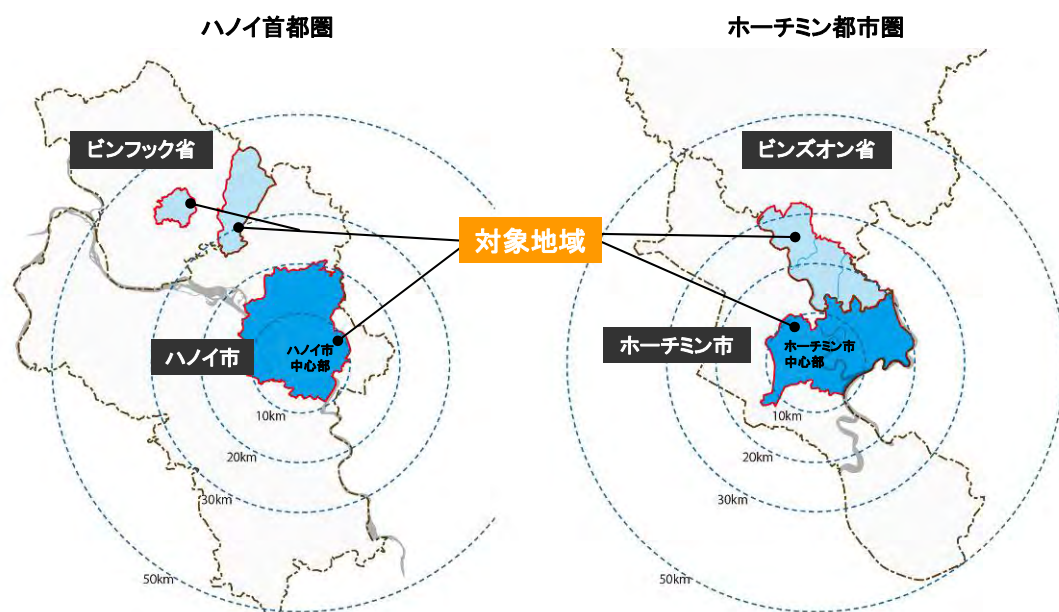 ハノイ首都圏
ホーチミン都市圏
ビンフック省
ビンズオン省
対象地域
ハノイ市
ハノイ市
中心部
ホーチミン市
ホーチミン市
中心部
10km
20km
30km
50km
10km
20km
30km
50km